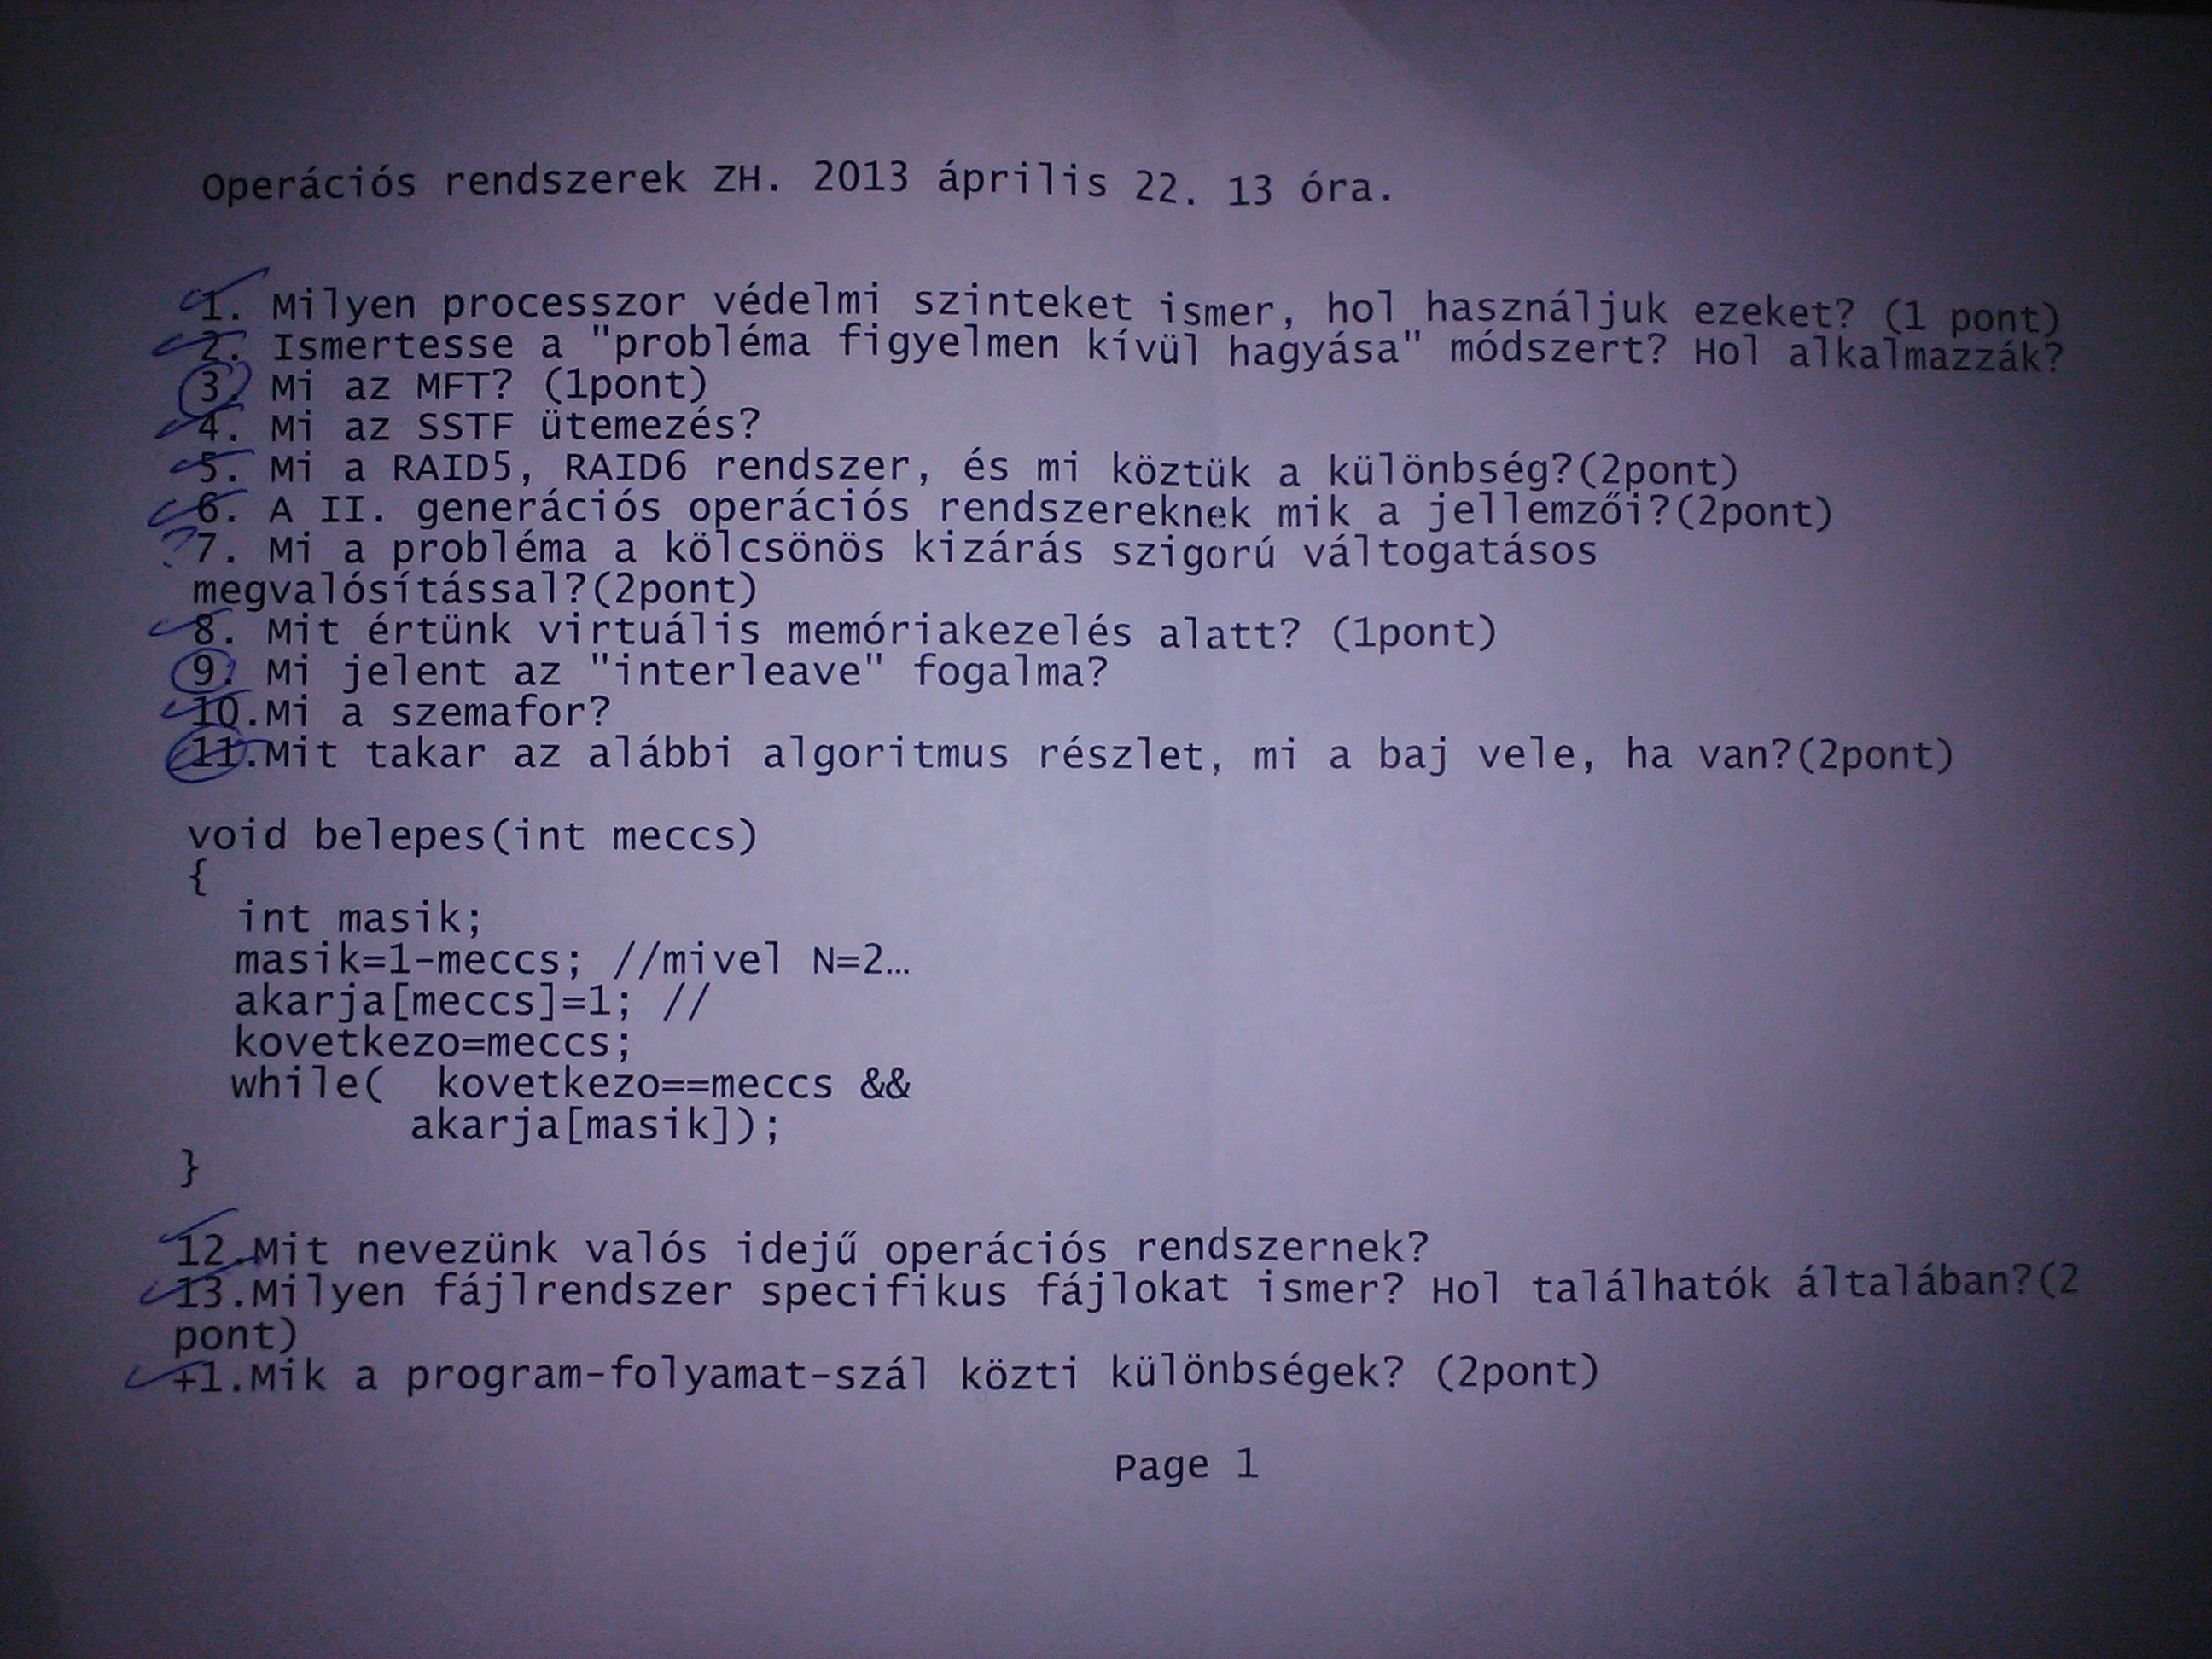 Operációs rendszerek ZH. 2013 április 22. 13 óra.
1. Milyen processzor védelmi szinteket ismer, hol használjuk ezeket? (1 pont)
2. Ismertesse a "probléma figyelmen kívül hagyása" módszert? Hol alkalmazzák?
3. Mi az MFT? (1pont)
4. Mi az SSTF ütemezés?
5. Mi a RAID5, RAID6 rendszer, és mi köztük a különbség?(2pont)
6. A II. generációs operációs rendszereknek mik a jellemzői?(2pont)
?7. Mi a probléma a kölcsönös kizárás szigorú váltogatásos
megvalósítással?(2pont)
8. Mit értünk virtuális memóriakezelés alatt? (1pont)
9. Mi jelent az "interleave" fogalma?
10.Mi a szemafor?
11.Mit takar az alábbi algoritmus részlet, mi a baj vele, ha van?(2pont)
void belepes(int meccs)
{
int masik;
masik=1-meccs; //mivel N=2…
akarja[meccs]=1; //
kovetkezo=meccs;
while( kovetkezo==meccs &&
akarja[masik]);
}
12.Mit nevezünk valós idejű operációs rendszernek?
13.Milyen fájlrendszer specifikus fájlokat ismer? Hol találhatók általában?(2
pont)
+1.Mik a program-folyamat-szál közti különbségek? (2pont)
Page 1